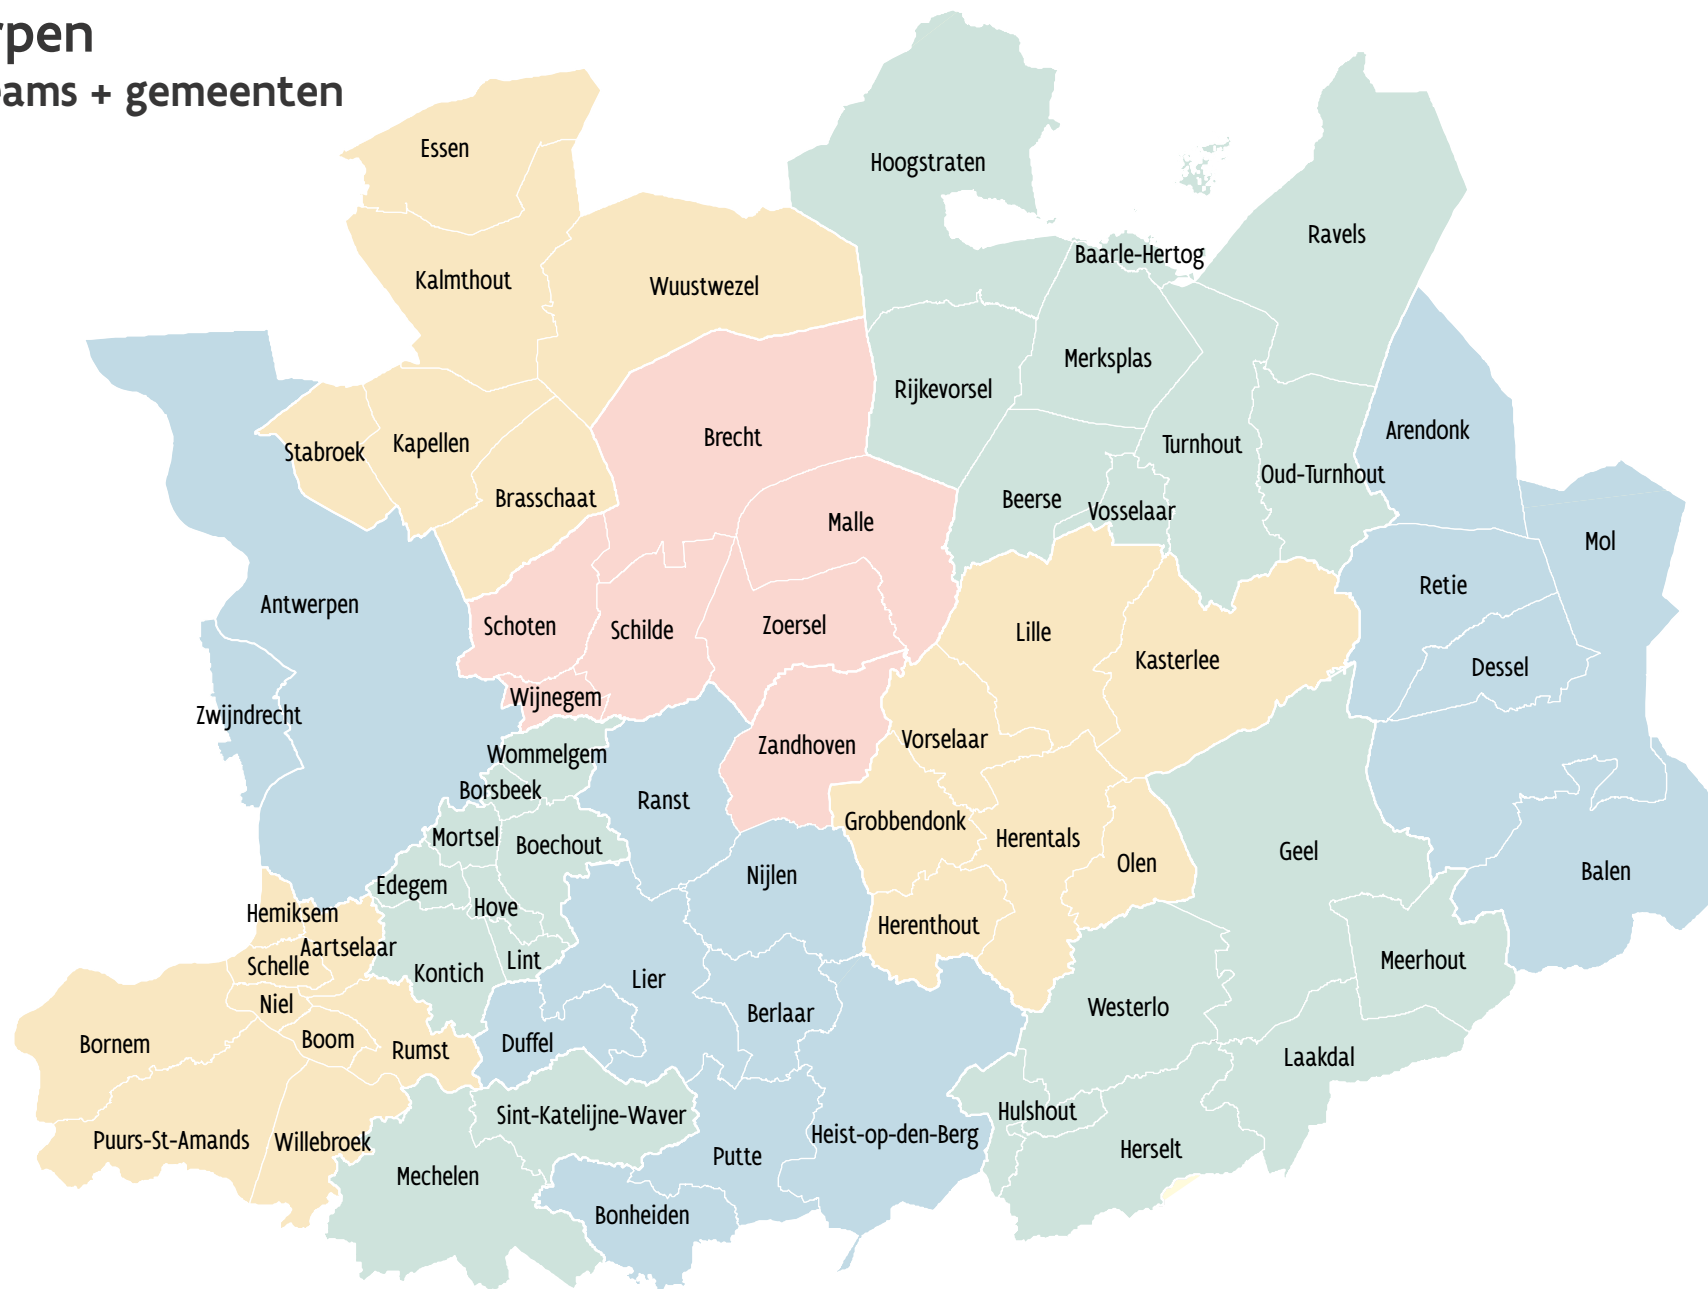 rpen
eams + gemeenten
Essen
Hoogstraten
Ravels
Baarle-Hertog
Kalmthout
Wuustwezel
Merksplas
Rijkevorsel
Arendonk
Brecht
Kapellen
Stabroek
Turnhout
Oud-Turnhout
Brasschaat
Beerse
Vosselaar
Malle
Mol
Retie
Antwerpen
Schoten
Schilde
Zoersel
Lille
Kasterlee
Dessel
Wijnegem
Zwijndrecht
Zandhoven
Vorselaar
Wommelgem
Borsbeek
Ranst
Grobbendonk
Mortsel
Boechout
Herentals
Geel
Olen
Nijlen
Balen
Edegem
Hove
Hemiksem
Herenthout
Aartselaar
Lint
Meerhout
Schelle
Kontich
Lier
Niel
Berlaar
Westerlo
Boom
Duffel
Bornem
Rumst
Laakdal
Hulshout
Sint-Katelijne-Waver
Heist-op-den-Berg
Puurs-St-Amands
Willebroek
Herselt
Putte
Mechelen
Bonheiden